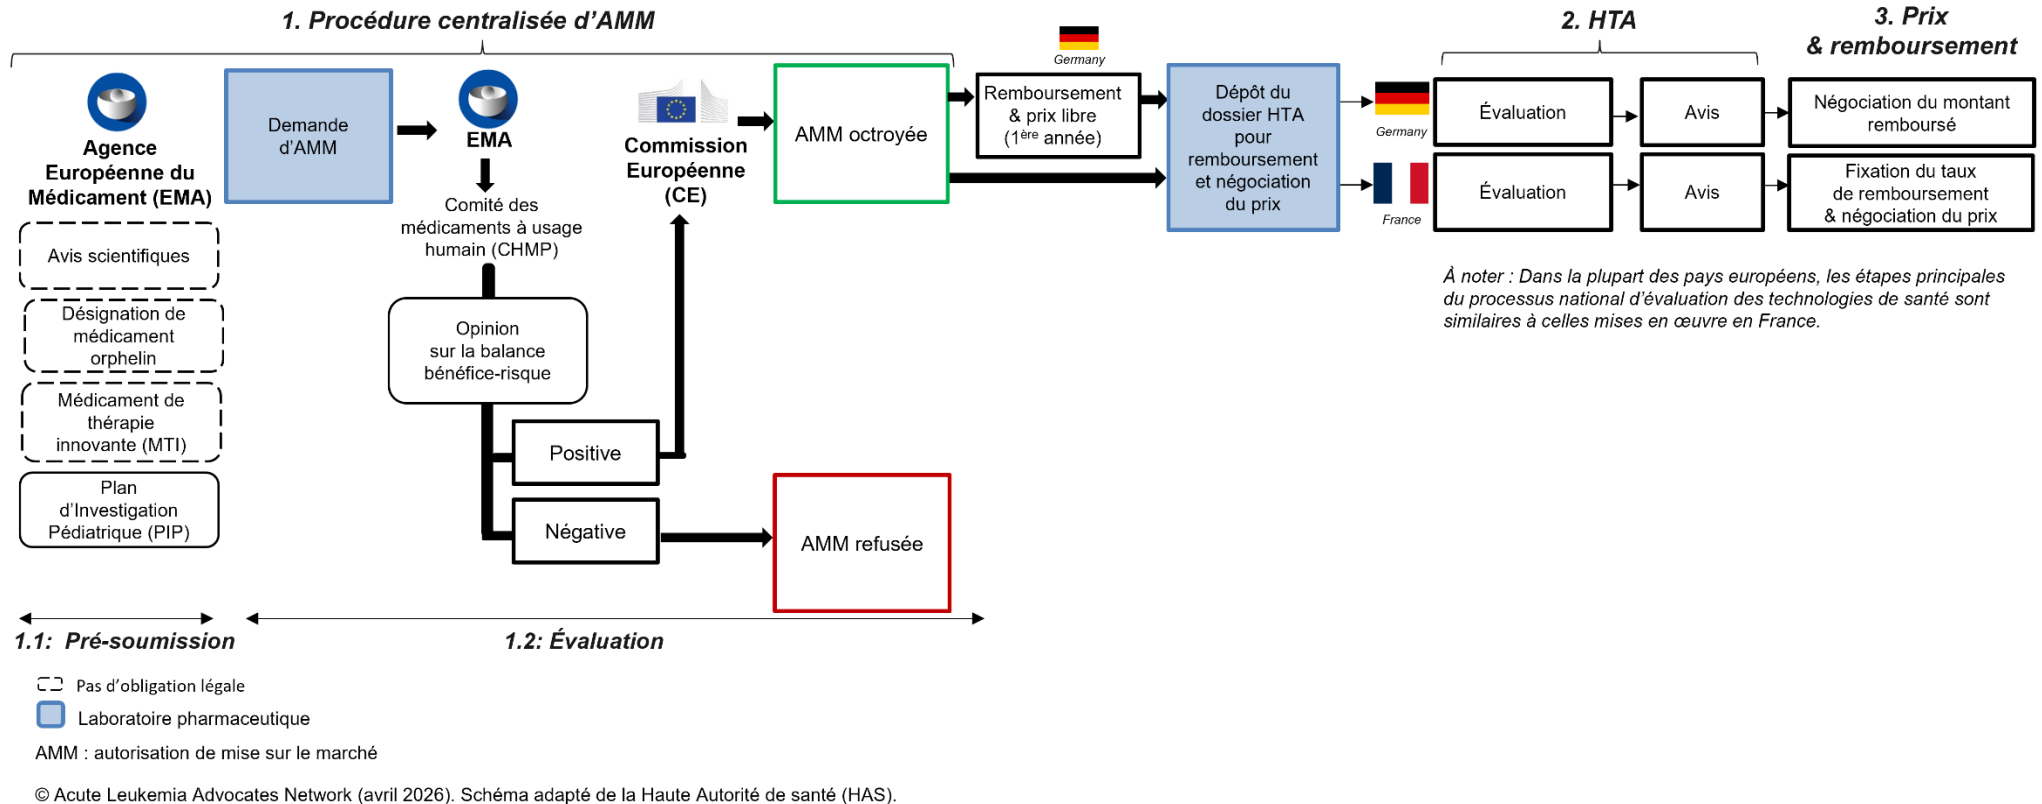 1. Procédure centralisée d’AMM
2. HTA
3. Prix
& remboursement
Agence
Européenne du
Médicament (EMA)
Avis scientifiques
Désignation de
médicament
orphelin
Médicament de
thérapie
innovante (MTI)
Plan
d’Investigation
Pédiatrique (PIP)
Demande
d’AMM
EMA
Comité des
médicaments à usage
humain (CHMP)
Opinion
sur la balance
bénéfice-risque
Positive
Négative
Commission
Européenne
(CE)
AMM octroyée
AMM refusée
Germany
Remboursement
& prix libre
(1ère année)
Dépôt du
dossier HTA
pour
remboursement
et négociation
du prix
Germany
Évaluation
Avis
Négociation du montant
remboursé
France
Évaluation
Avis
Fixation du taux
de remboursement
& négociation du prix
À noter : Dans la plupart des pays européens, les étapes principales
du processus national d’évaluation des technologies de santé sont
similaires à celles mises en œuvre en France.
1.1: Pré-soumission
1.2: Évaluation
Pas d’obligation légale
Laboratoire pharmaceutique
AMM : autorisation de mise sur le marché
© Acute Leukemia Advocates Network (avril 2026). Schéma adapté de la Haute Autorité de santé (HAS).